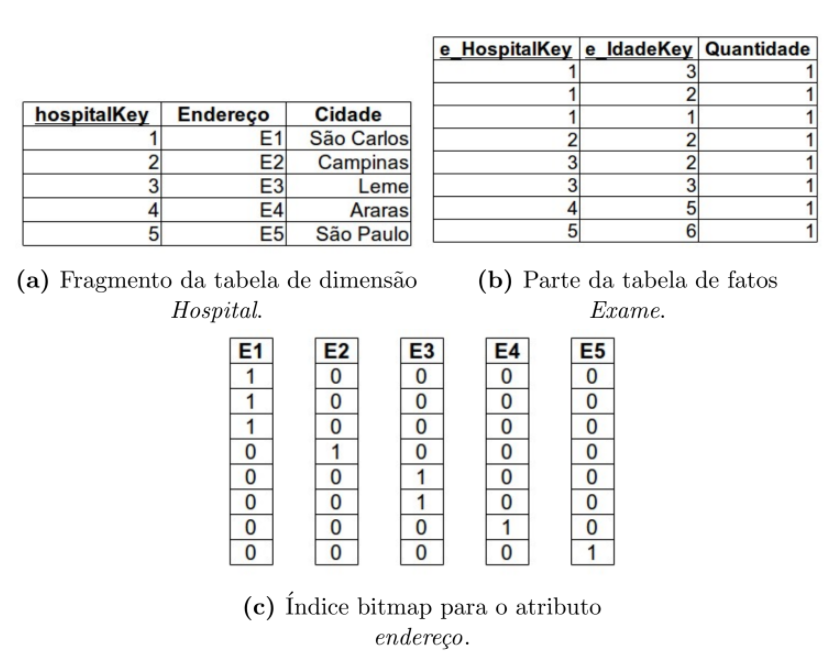 hospitalKey Endereço Cidade
1 E1 São Carlos
2 E2 Campinas
3 E3 Leme
4 E4 Araras
5 E5 São Paulo
(a) Fragmento da tabela de dimensão
Hospital.
e_HospitalKey e_IdadeKey Quantidade
1 3 1
1 2 1
1 1 1
2 2 1
3 2 1
3 3 1
4 5 1
5 6 1
(b) Parte da tabela de fatos
Exame.
E1 E2 E3 E4 E5
1 0 0 0 0
1 0 0 0 0
1 0 0 0 0
0 1 0 0 0
0 0 1 0 0
0 0 1 0 0
0 0 0 1 0
0 0 0 0 1
(c) Índice bitmap para o atributo
endereço.